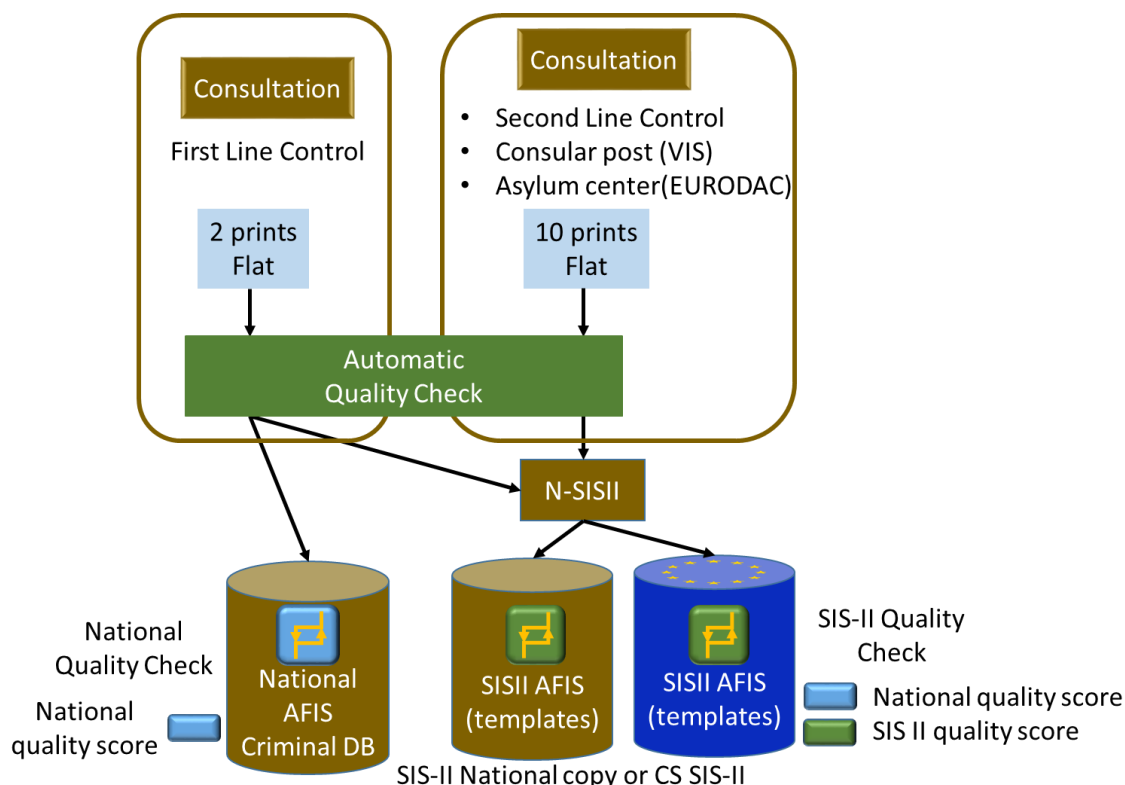 Consultation
First Line Control
2 prints
Flat
Consultation
• Second Line Control
• Consular post (VIS)
• Asylum center(EURODAC)
10 prints
Flat
Automatic
Quality Check
N-SISII
National
Quality Check
National
quality score
National
AFIS
Criminal DB
SISII AFIS
(templates)
SISII AFIS
(templates)
SIS-II Quality
Check
National quality score
SIS II quality score
SIS-II National copy or CS SIS-II